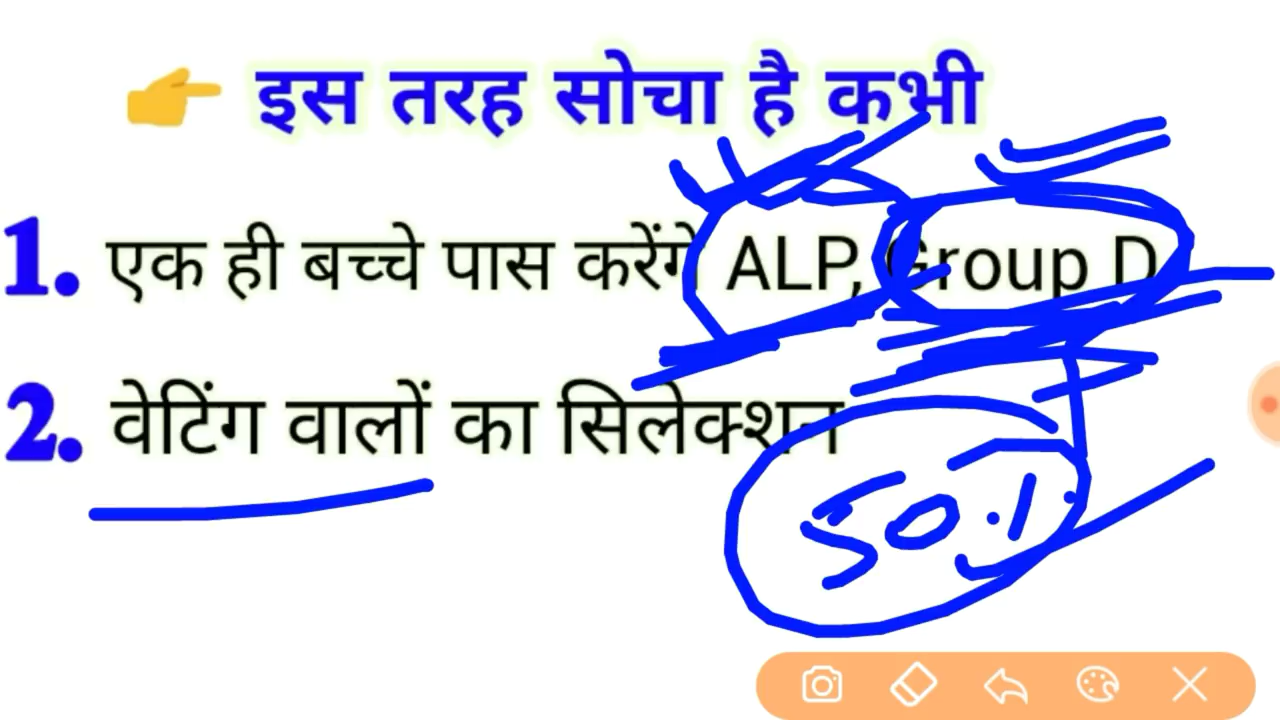 👉 इस तरह सोचा है कभी
1. एक ही बच्चे पास करेंगे ALP, Group D
2. वेटिंग वालों का सिलेक्शन
50%